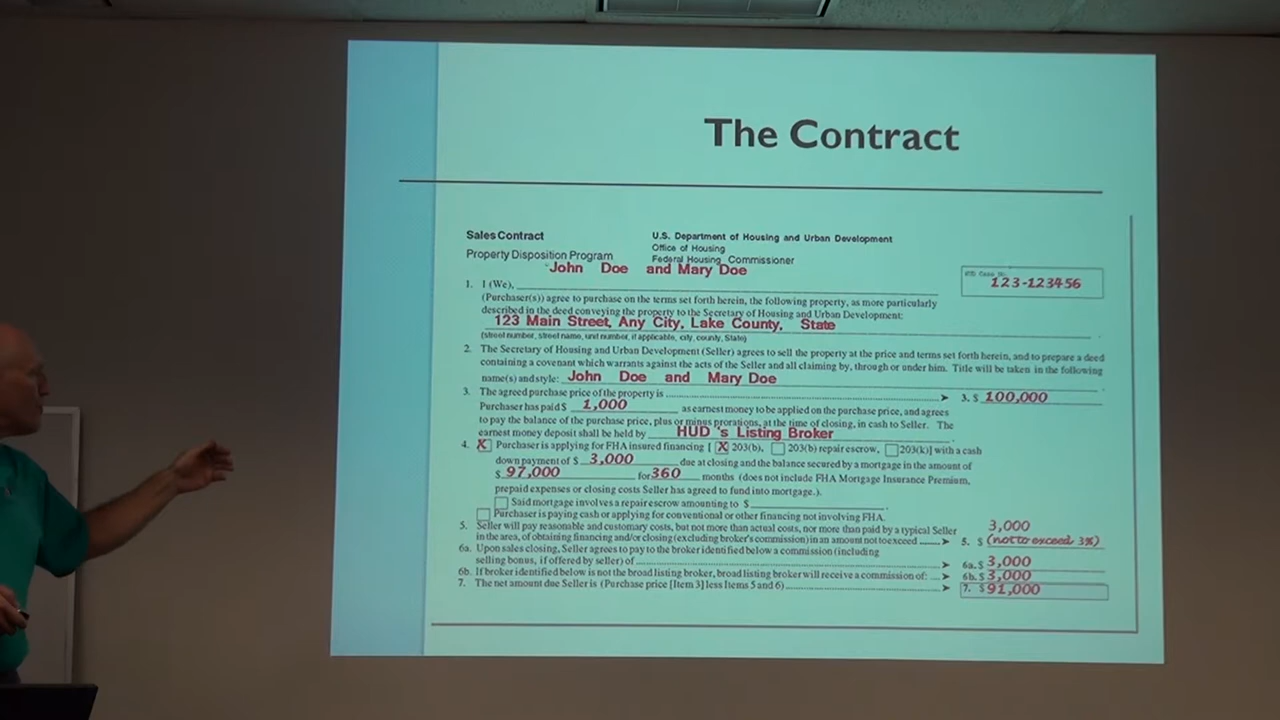 The Contract
Sales Contract
Property Disposition Program
U.S. Department of Housing and Urban Development
Office of Housing
Federal Housing Commissioner
John Doe and Mary Doe
123-123456
1. I (We),
(Purchaser(s)) agree to purchase on the terms set forth herein, the following property, as more particularly
described in the deed conveying the property to the Secretary of Housing and Urban Development:
123 Main Street, Any City, Lake County, State
(street number, street name, unit number, if applicable, city, county, State)
2. The Secretary of Housing and Urban Development (Seller) agrees to sell the property at the price and terms set forth herein, and to prepare a deed
containing a covenant which warrants against the acts of the Seller and all claiming by, through or under him. Title will be taken in the following
name(s) and style: John Doe and Mary Doe
3. The agreed purchase price of the property is 3. $ 100,000
Purchaser has paid $ 1,000 as earnest money to be applied on the purchase price, and agrees
to pay the balance of the purchase price, plus or minus prorations, at the time of closing, in cash to Seller. The
earnest money deposit shall be held by HUD 's Listing Broker
4. X Purchaser is applying for FHA insured financing [ X 203(b), 203(b) repair escrow, 203(k)] with a cash
down payment of $ 3,000 due at closing and the balance secured by a mortgage in the amount of
$ 97,000 for 360 months (does not include FHA Mortgage Insurance Premium,
prepaid expenses or closing costs Seller has agreed to fund into mortgage.).
Said mortgage involves a repair escrow amounting to $
Purchaser is paying cash or applying for conventional or other financing not involving FHA.
5. Seller will pay reasonable and customary costs, but not more than actual costs, nor more than paid by a typical Seller
in the area, of obtaining financing and/or closing (excluding broker's commission) in an amount not to exceed 5. $ 3,000 (not to exceed 3%)
6a. Upon sales closing, Seller agrees to pay to the broker identified below a commission (including
selling bonus, if offered by seller) of 6a. $ 3,000
6b. If broker identified below is not the broad listing broker, broad listing broker will receive a commission of: 6b. $ 3,000
7. The net amount due Seller is (Purchase price [Item 3] less Items 5 and 6) 7. $ 91,000